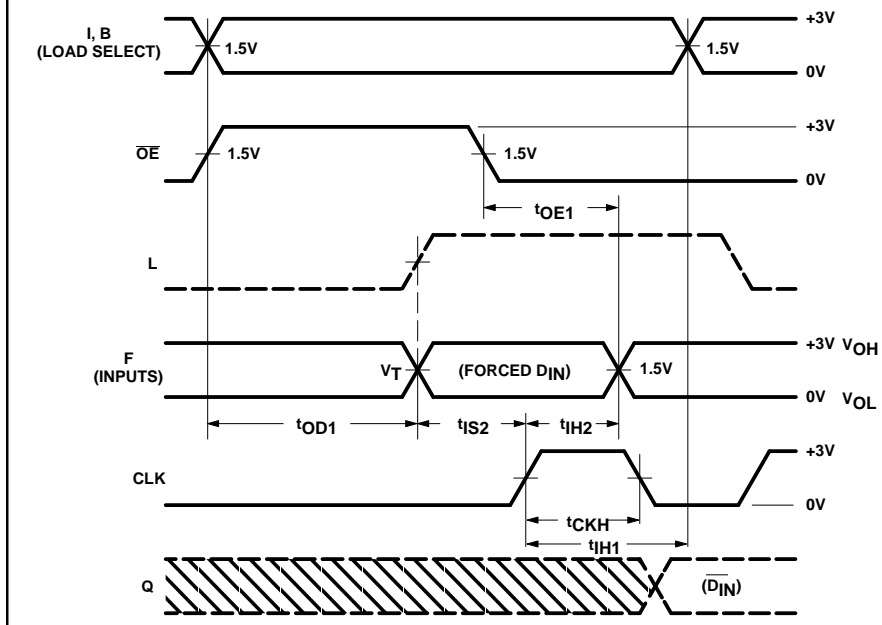 +3V
I, B
(LOAD SELECT)
1.5V
1.5V
0V
+3V
OE
1.5V
1.5V
0V
tOE1
L
F
(INPUTS)
+3V VOH
VT
(FORCED DIN)
1.5V
0V VOL
tOD1
tIS2
tIH2
+3V
CLK
0V
tCKH
tIH1
Q
(DIN)